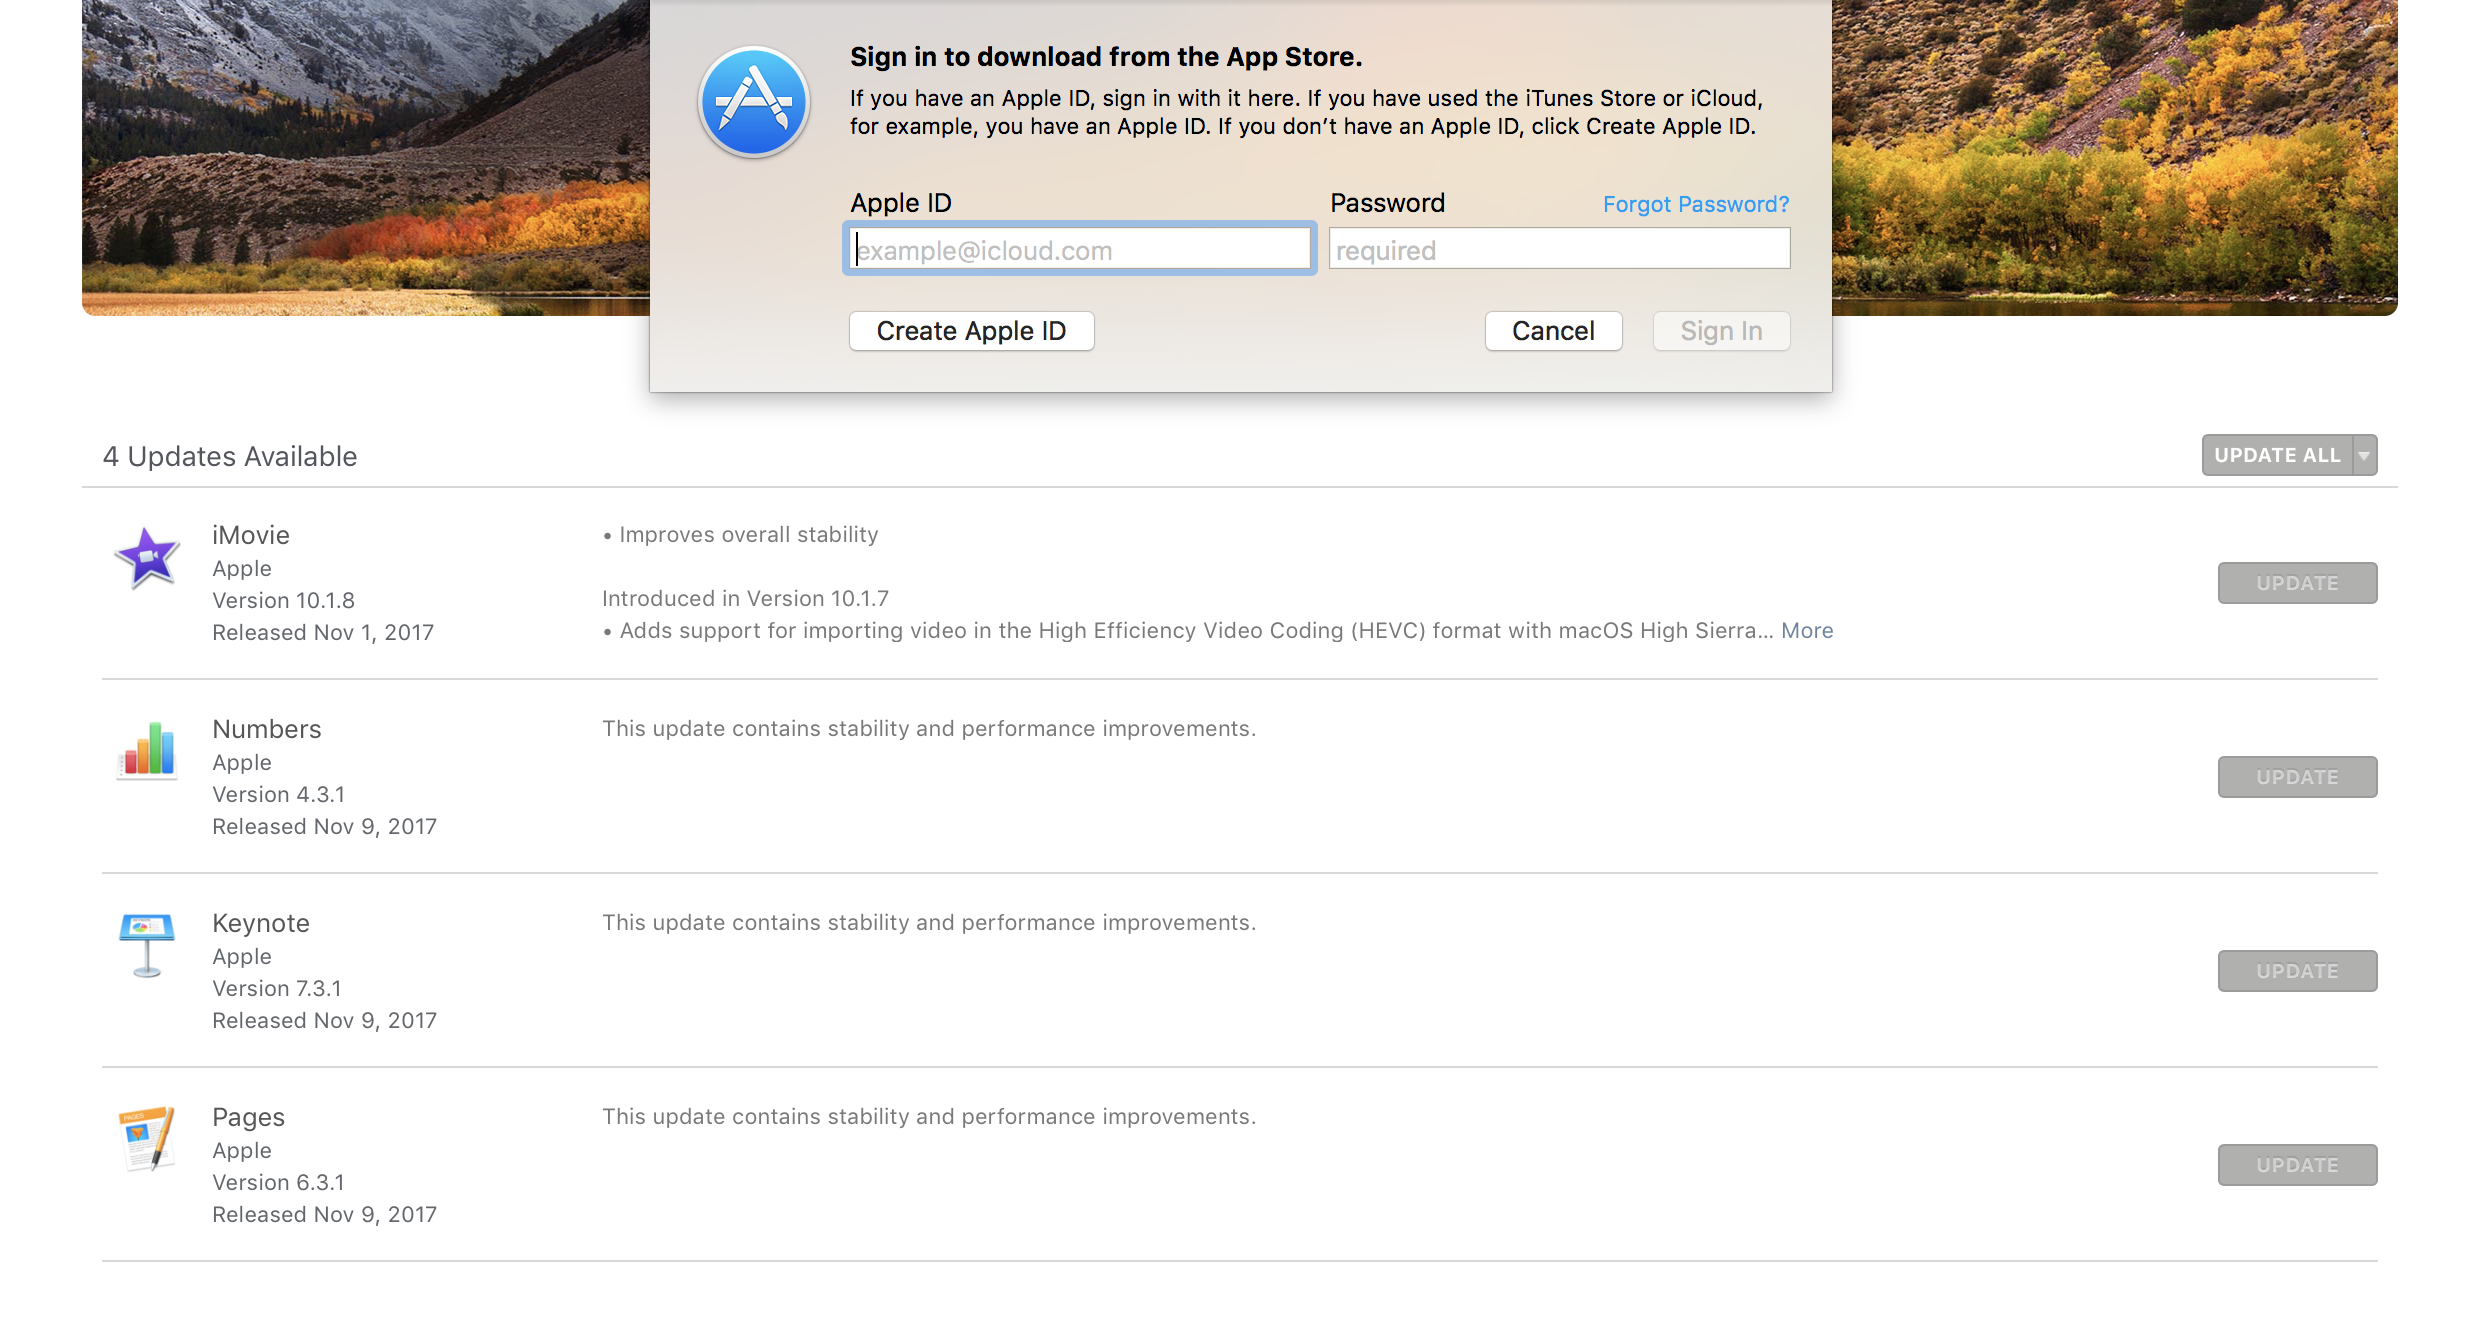 Sign in to download from the App Store.
If you have an Apple ID, sign in with it here. If you have used the iTunes Store or iCloud,
for example, you have an Apple ID. If you don’t have an Apple ID, click Create Apple ID.
Apple ID
Password
Forgot Password?
example@icloud.com
required
Create Apple ID
Cancel
Sign In
4 Updates Available
UPDATE ALL
iMovie
Apple
Version 10.1.8
Released Nov 1, 2017
• Improves overall stability
Introduced in Version 10.1.7
• Adds support for importing video in the High Efficiency Video Coding (HEVC) format with macOS High Sierra... More
UPDATE
Numbers
Apple
Version 4.3.1
Released Nov 9, 2017
This update contains stability and performance improvements.
UPDATE
Keynote
Apple
Version 7.3.1
Released Nov 9, 2017
This update contains stability and performance improvements.
UPDATE
PAGES
Pages
Apple
Version 6.3.1
Released Nov 9, 2017
This update contains stability and performance improvements.
UPDATE